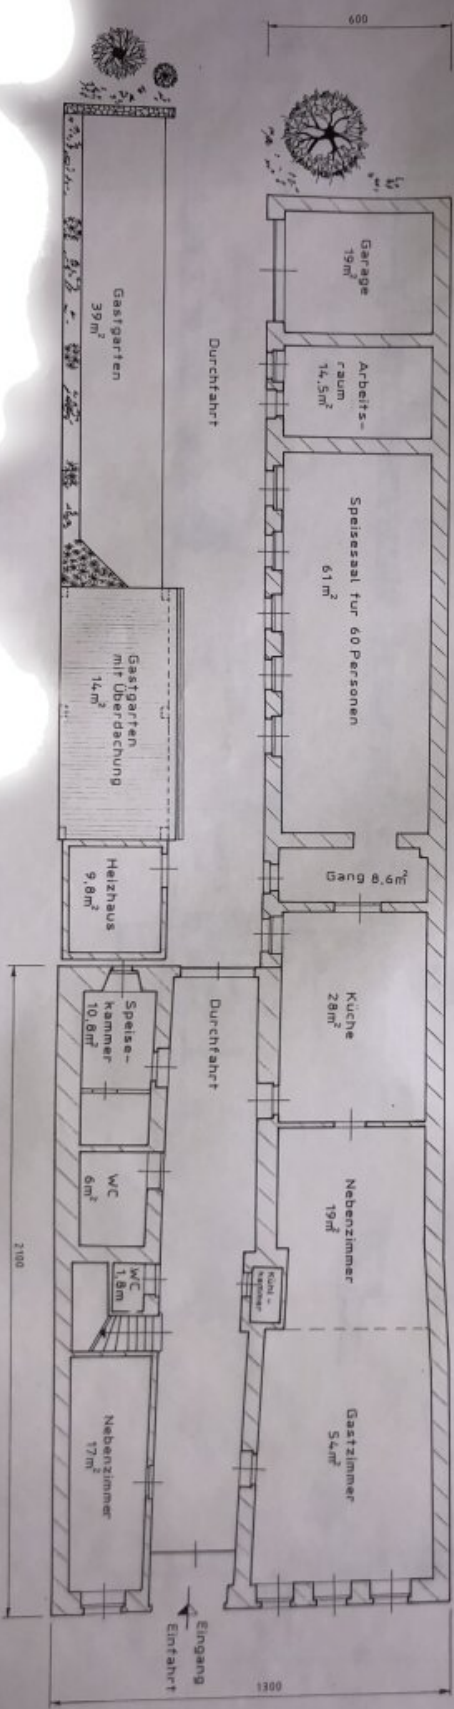 600
Garage
19m²
Arbeits-
raum
14,5m²
Gastgarten
39m²
Durchfahrt
Speisesaal für 60 Personen
61m²
Gastgarten
mit Überdachung
14m²
Heizhaus
9,8m²
Gang 8,6m²
Speise-
kammer
10,8m²
Durchfahrt
Küche
28m²
WC
6m²
Nebenzimmer
19m²
WC
1,8m
Kühl-
kammer
2100
Nebenzimmer
17m²
Gastzimmer
54m²
Eingang
Einfahrt
1300